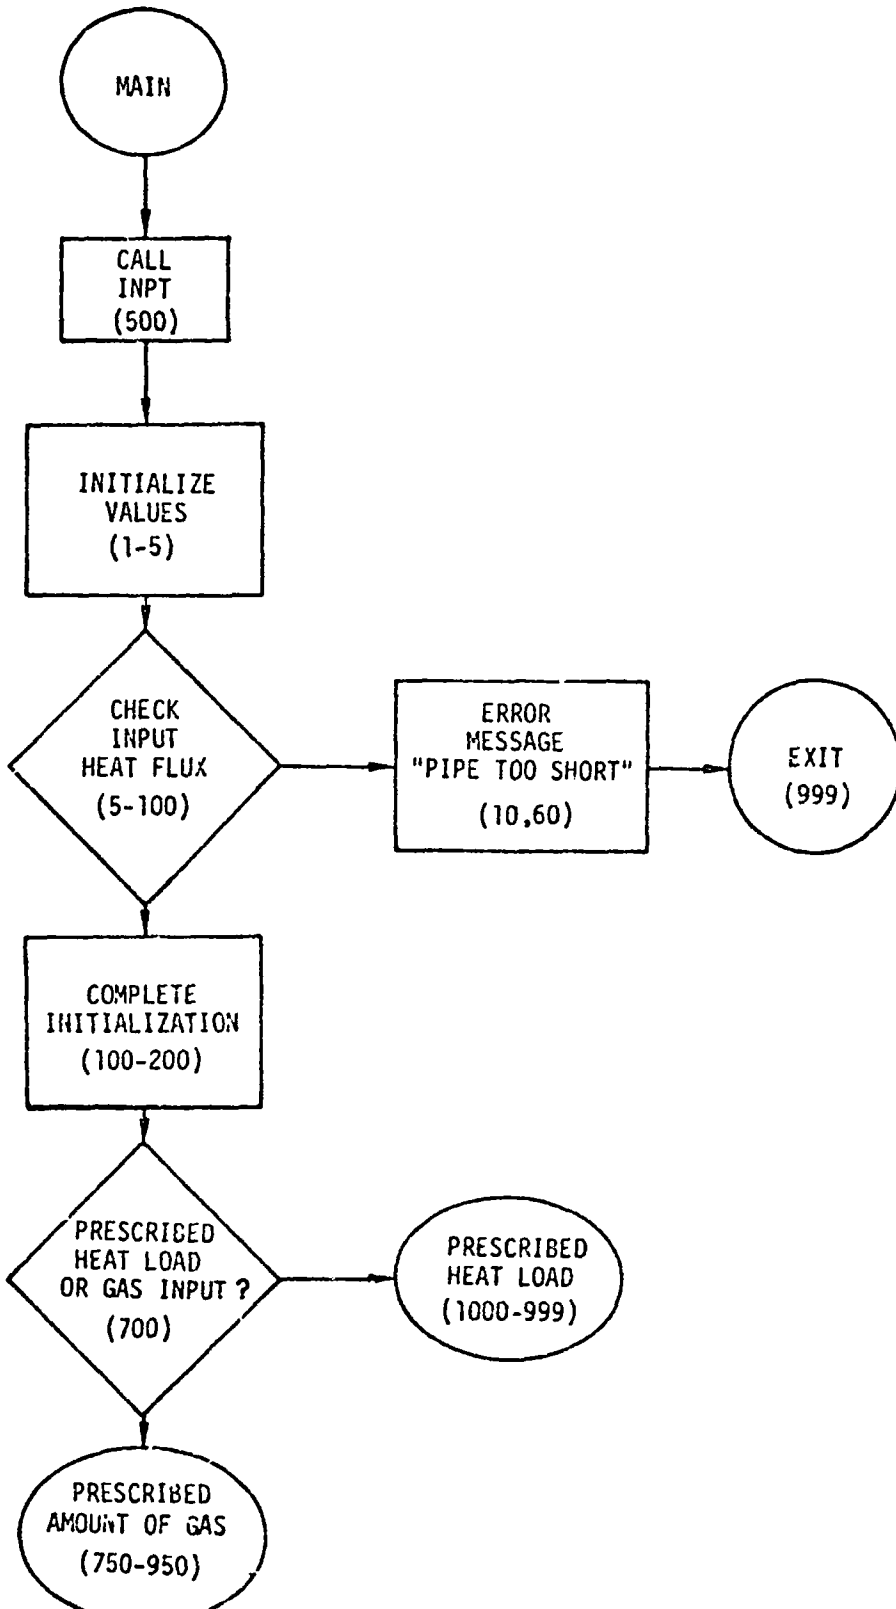 MAIN
CALL
INPT
(500)
INITIALIZE
VALUES
(1-5)
CHECK
INPUT
HEAT FLUX
(5-100)
ERROR
MESSAGE
"PIPE TOO SHORT"
(10,60)
EXIT
(999)
COMPLETE
INITIALIZATION
(100-200)
PRESCRIBED
HEAT LOAD
OR GAS INPUT?
(700)
PRESCRIBED
HEAT LOAD
(1000-999)
PRESCRIBED
AMOUNT OF GAS
(750-950)